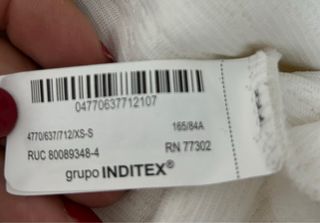 04770637712107
4770/637/712/XS-S 165/84A
RUC 80089348-4 RN 77302
grupo INDITEX®